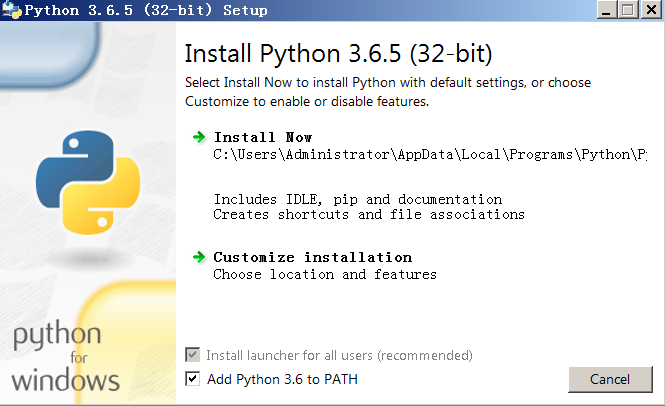 Python 3.6.5 (32-bit) Setup
Install Python 3.6.5 (32-bit)
Select Install Now to install Python with default settings, or choose
Customize to enable or disable features.
Install Now
C:\Users\Administrator\AppData\Local\Programs\Python\P
Includes IDLE, pip and documentation
Creates shortcuts and file associations
Customize installation
Choose location and features
Install launcher for all users (recommended)
Add Python 3.6 to PATH
Cancel
python
for
windows